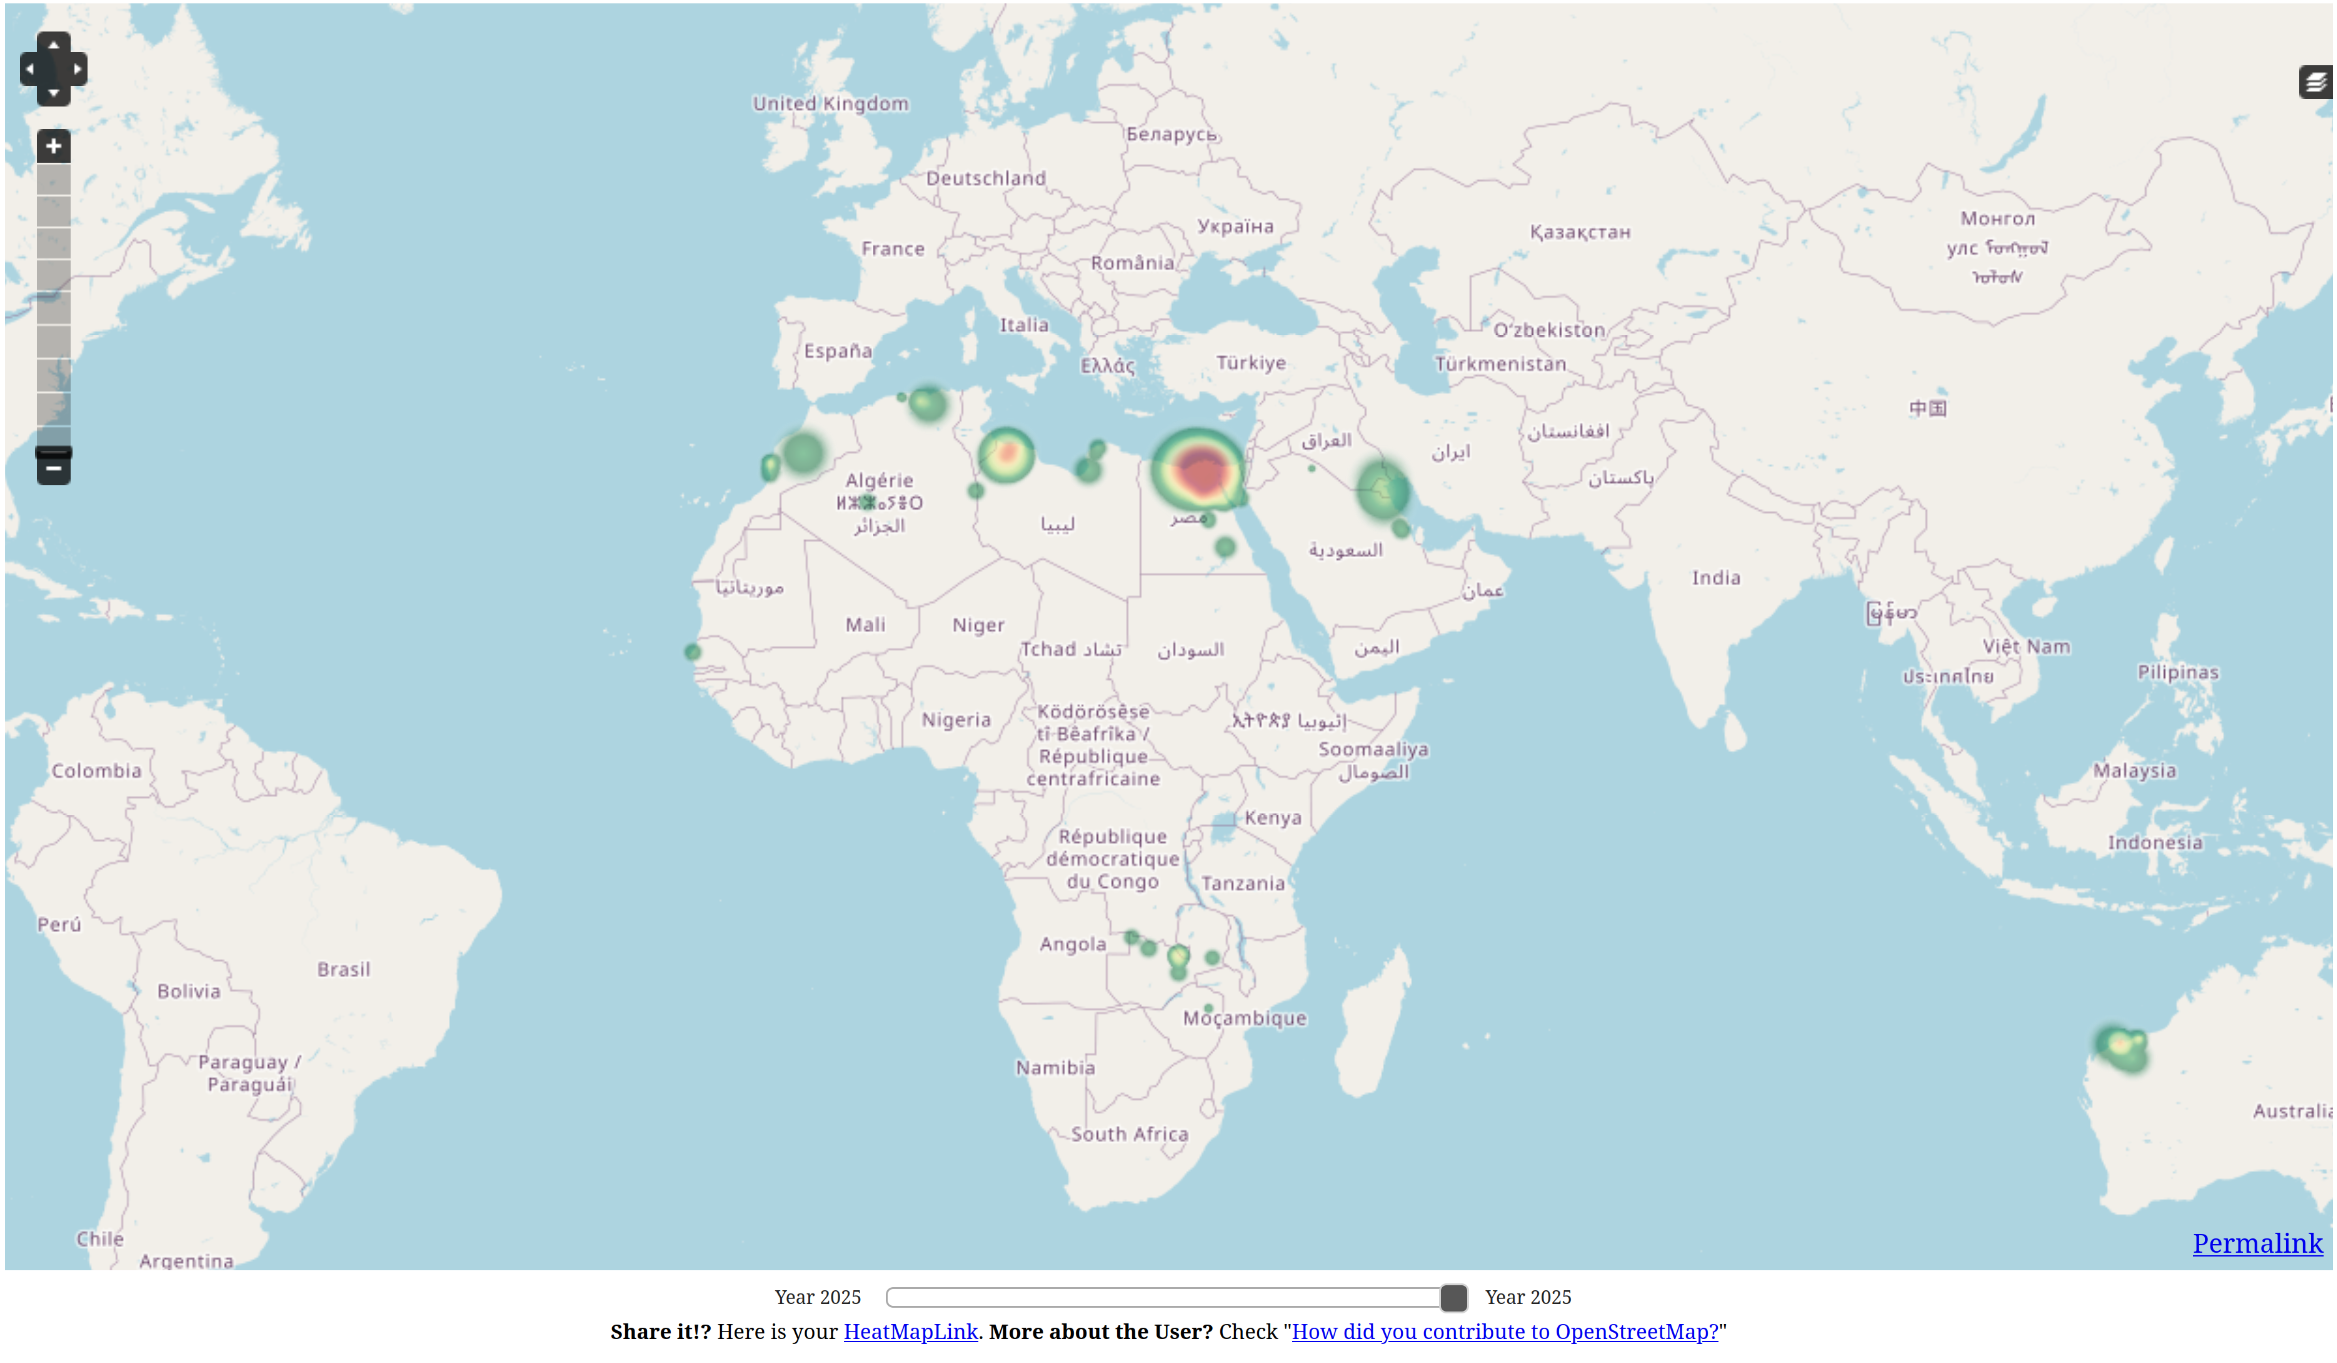 United Kingdom
Беларусь
Deutschland
Україна
France
România
Italia
España
Ελλάς
Türkiye
Қазақстан
Монгол
улс
Oʻzbekiston
Türkmenistan
中国
افغانستان
العراق
ایران
پاکستان
Algérie
ⵍⵣⵣⴰⵢⴻⵔ
الجزائر
ليبيا
مصر
السعودية
عمان
India
موريتانيا
Mali
Niger
Tchad تشاد
السودان
اليمن
မြန်မာ
Việt Nam
ประเทศไทย
Pilipinas
Nigeria
Ködörösêse
tî Bêafrîka /
République
centrafricaine
ኢትዮጵያ إثيوبيا
Soomaaliya
الصومال
Colombia
Malaysia
Kenya
Indonesia
République
démocratique
du Congo
Tanzania
Perú
Angola
Brasil
Bolivia
Moçambique
Paraguay /
Paraguái
Namibia
Australia
South Africa
Chile
Argentina
Permalink
Year 2025
Year 2025
Share it!? Here is your HeatMapLink. More about the User? Check "How did you contribute to OpenStreetMap?"